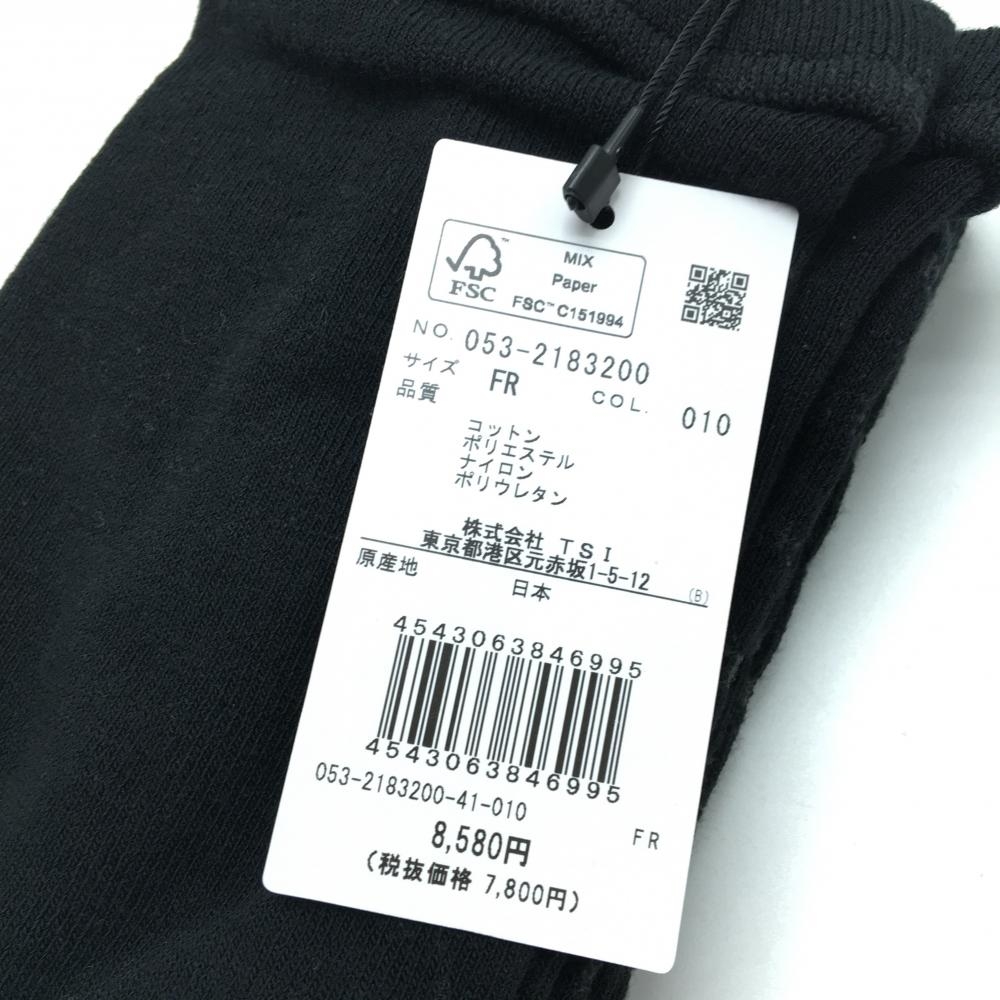 MIX
Paper
FSC™ C151994
FSC™
NO. 053-2183200
サイズ FR COL. 010
品質
コットン
ポリエステル
ナイロン
ポリウレタン
株式会社 TSI
東京都港区元赤坂1-5-12 (B)
原産地 日本
4543063846995
4543063846995
053-2183200-41-010
FR
8,580円
(税抜価格 7,800円)